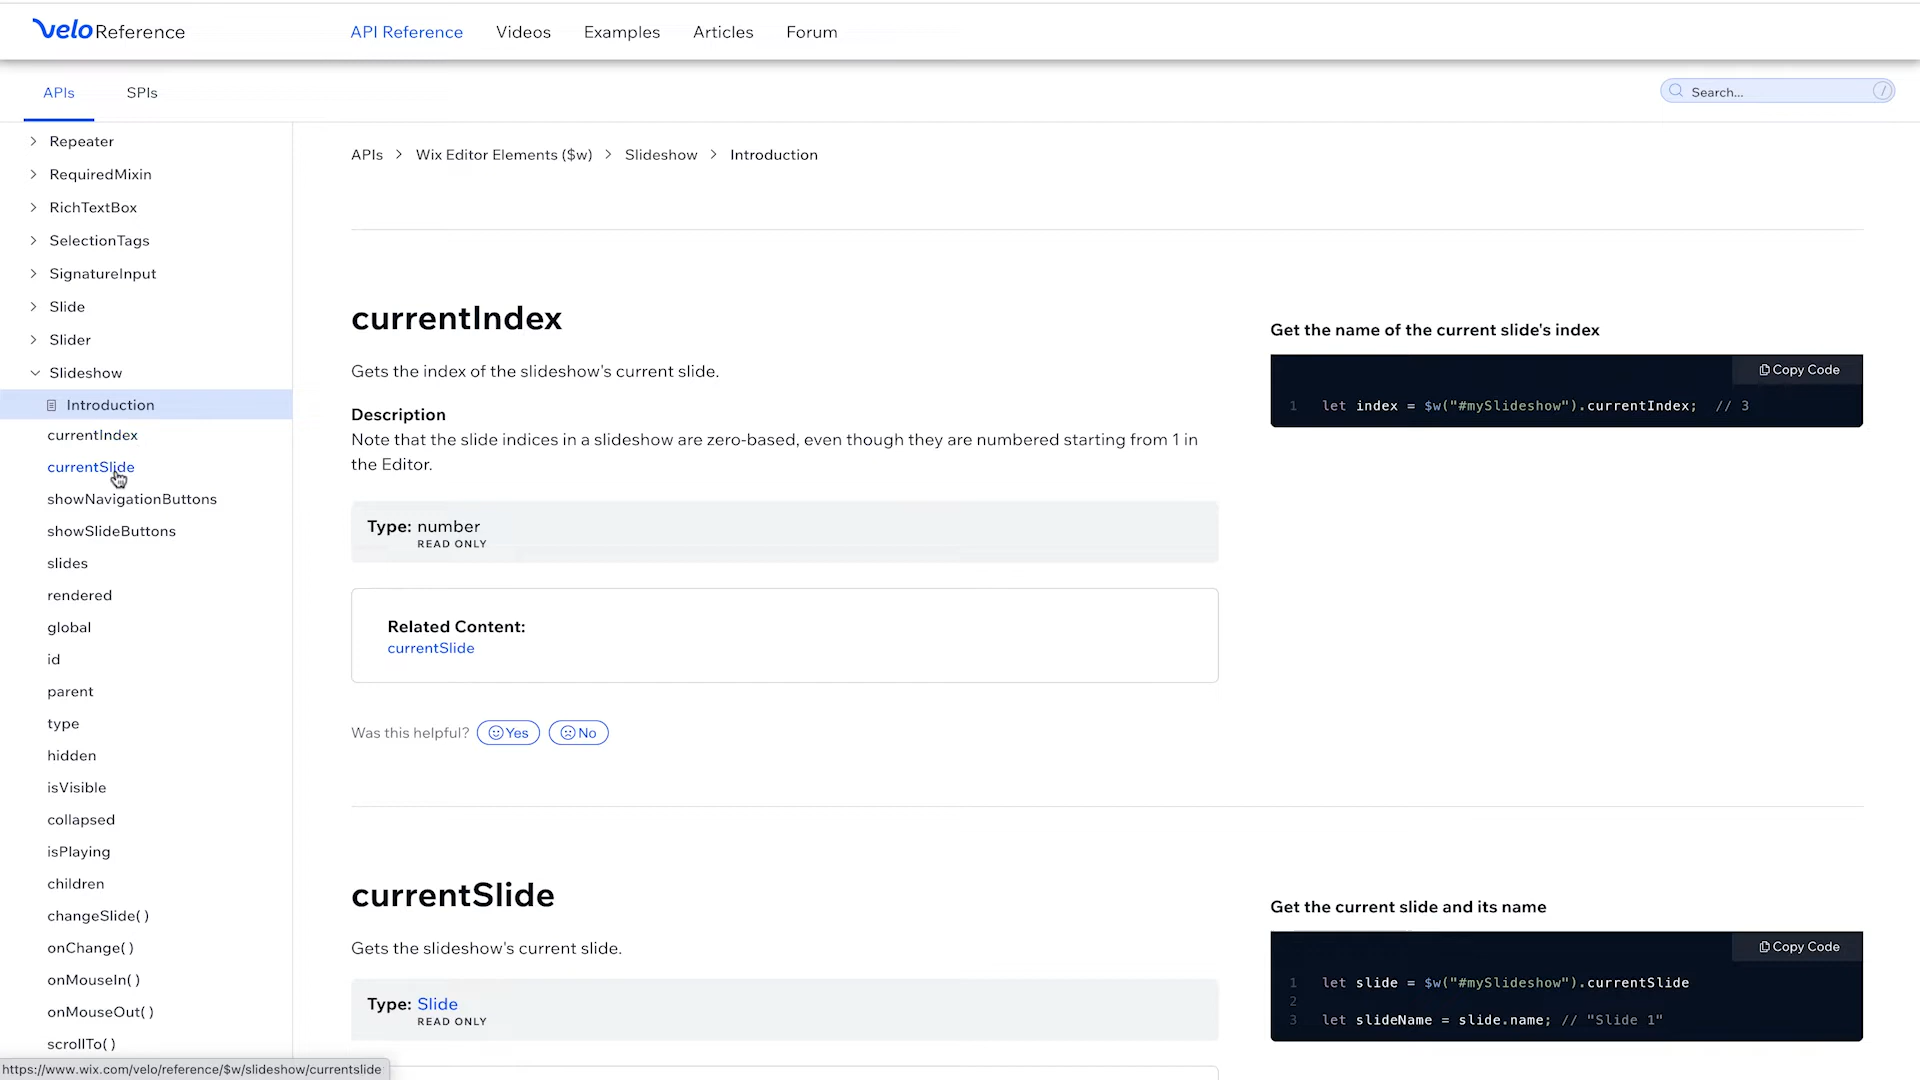 velo Reference
API Reference
Videos
Examples
Articles
Forum
APIs
SPIs
Search...
/
Repeater
RequiredMixin
RichTextBox
SelectionTags
SignatureInput
Slide
Slider
Slideshow
Introduction
currentIndex
currentSlide
showNavigationButtons
showSlideButtons
slides
rendered
global
id
parent
type
hidden
isVisible
collapsed
isPlaying
children
changeSlide( )
onChange( )
onMouseIn( )
onMouseOut( )
scrollTo( )
https://www.wix.com/velo/reference/$w/slideshow/currentslide
APIs > Wix Editor Elements ($w) > Slideshow > Introduction
currentIndex
Gets the index of the slideshow's current slide.
Description
Note that the slide indices in a slideshow are zero-based, even though they are numbered starting from 1 in
the Editor.
Type: number
READ ONLY
Related Content:
currentSlide
Was this helpful? Yes No
Get the name of the current slide's index
Copy Code
1 let index = $w("#mySlideshow").currentIndex; // 3
currentSlide
Gets the slideshow's current slide.
Type: Slide
READ ONLY
Get the current slide and its name
Copy Code
1 let slide = $w("#mySlideshow").currentSlide
2
3 let slideName = slide.name; // "Slide 1"